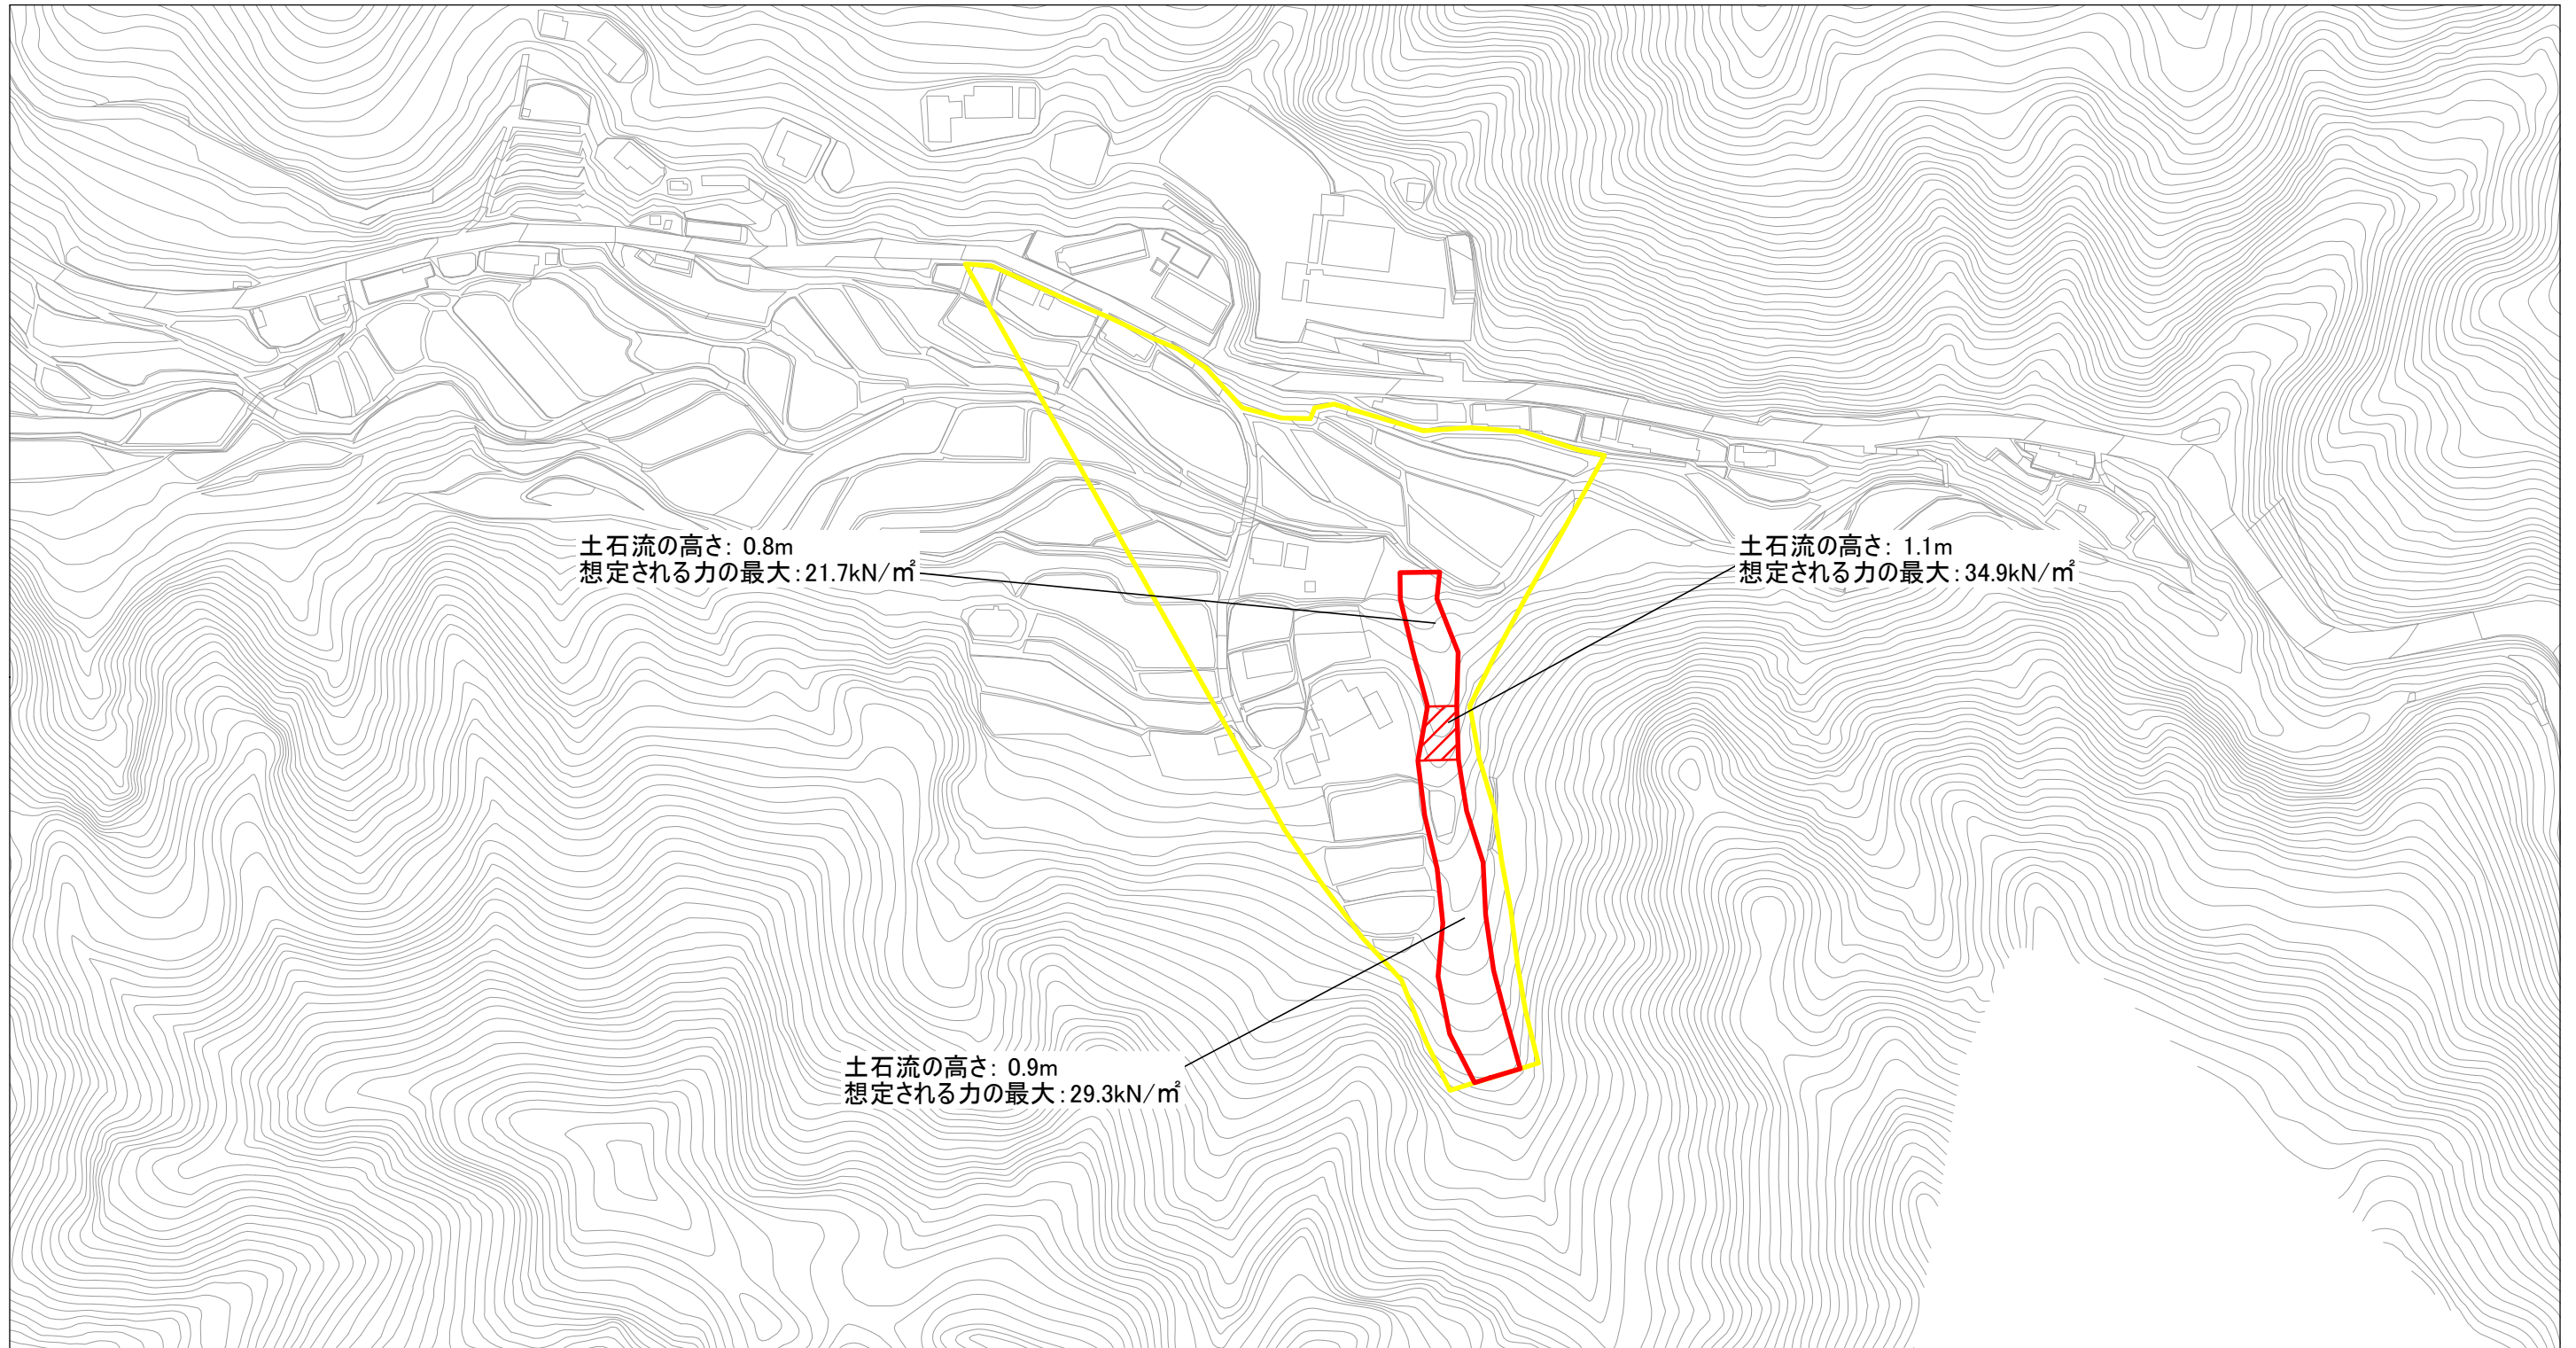 土石流の高さ: 0.8m
想定される力の最大:21.7kN/㎡
土石流の高さ: 1.1m
想定される力の最大:34.9kN/㎡
土石流の高さ: 0.9m
想定される力の最大:29.3kN/㎡